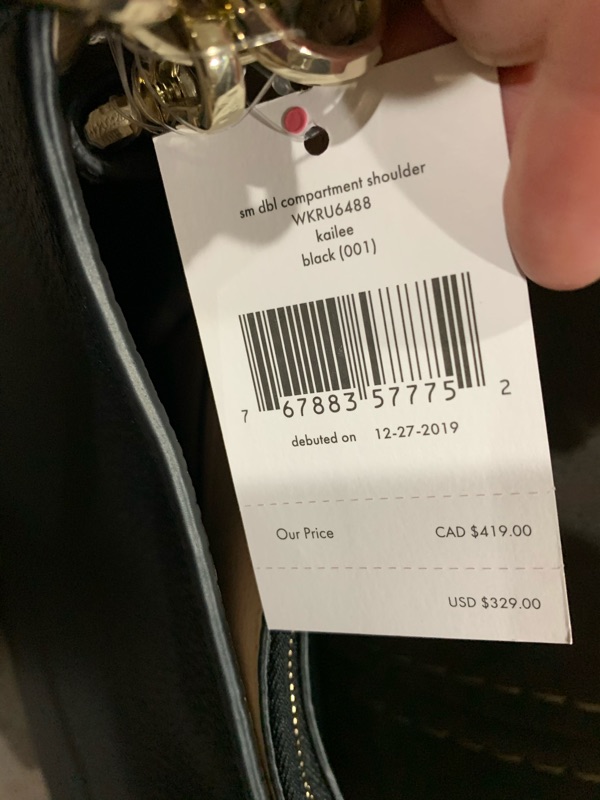 sm dbl compartment shoulder
WKRU6488
kailee
black (001)
7 67883 57775 2
debuted on 12-27-2019
Our Price CAD $419.00
USD $329.00